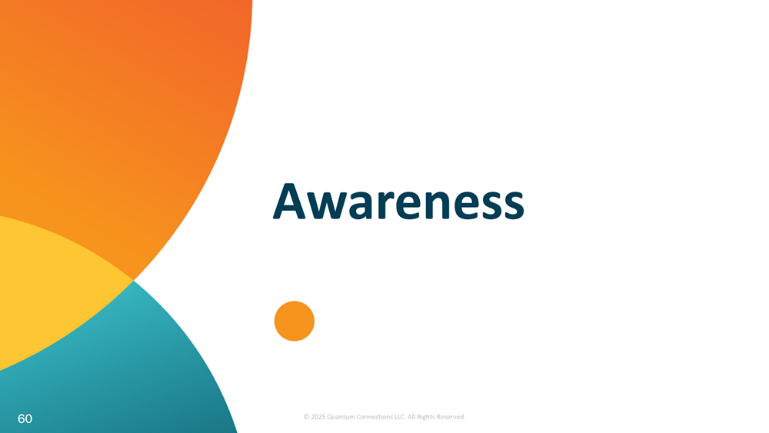 Awareness
60
© 2025 Quantum Connections LLC. All Rights Reserved.